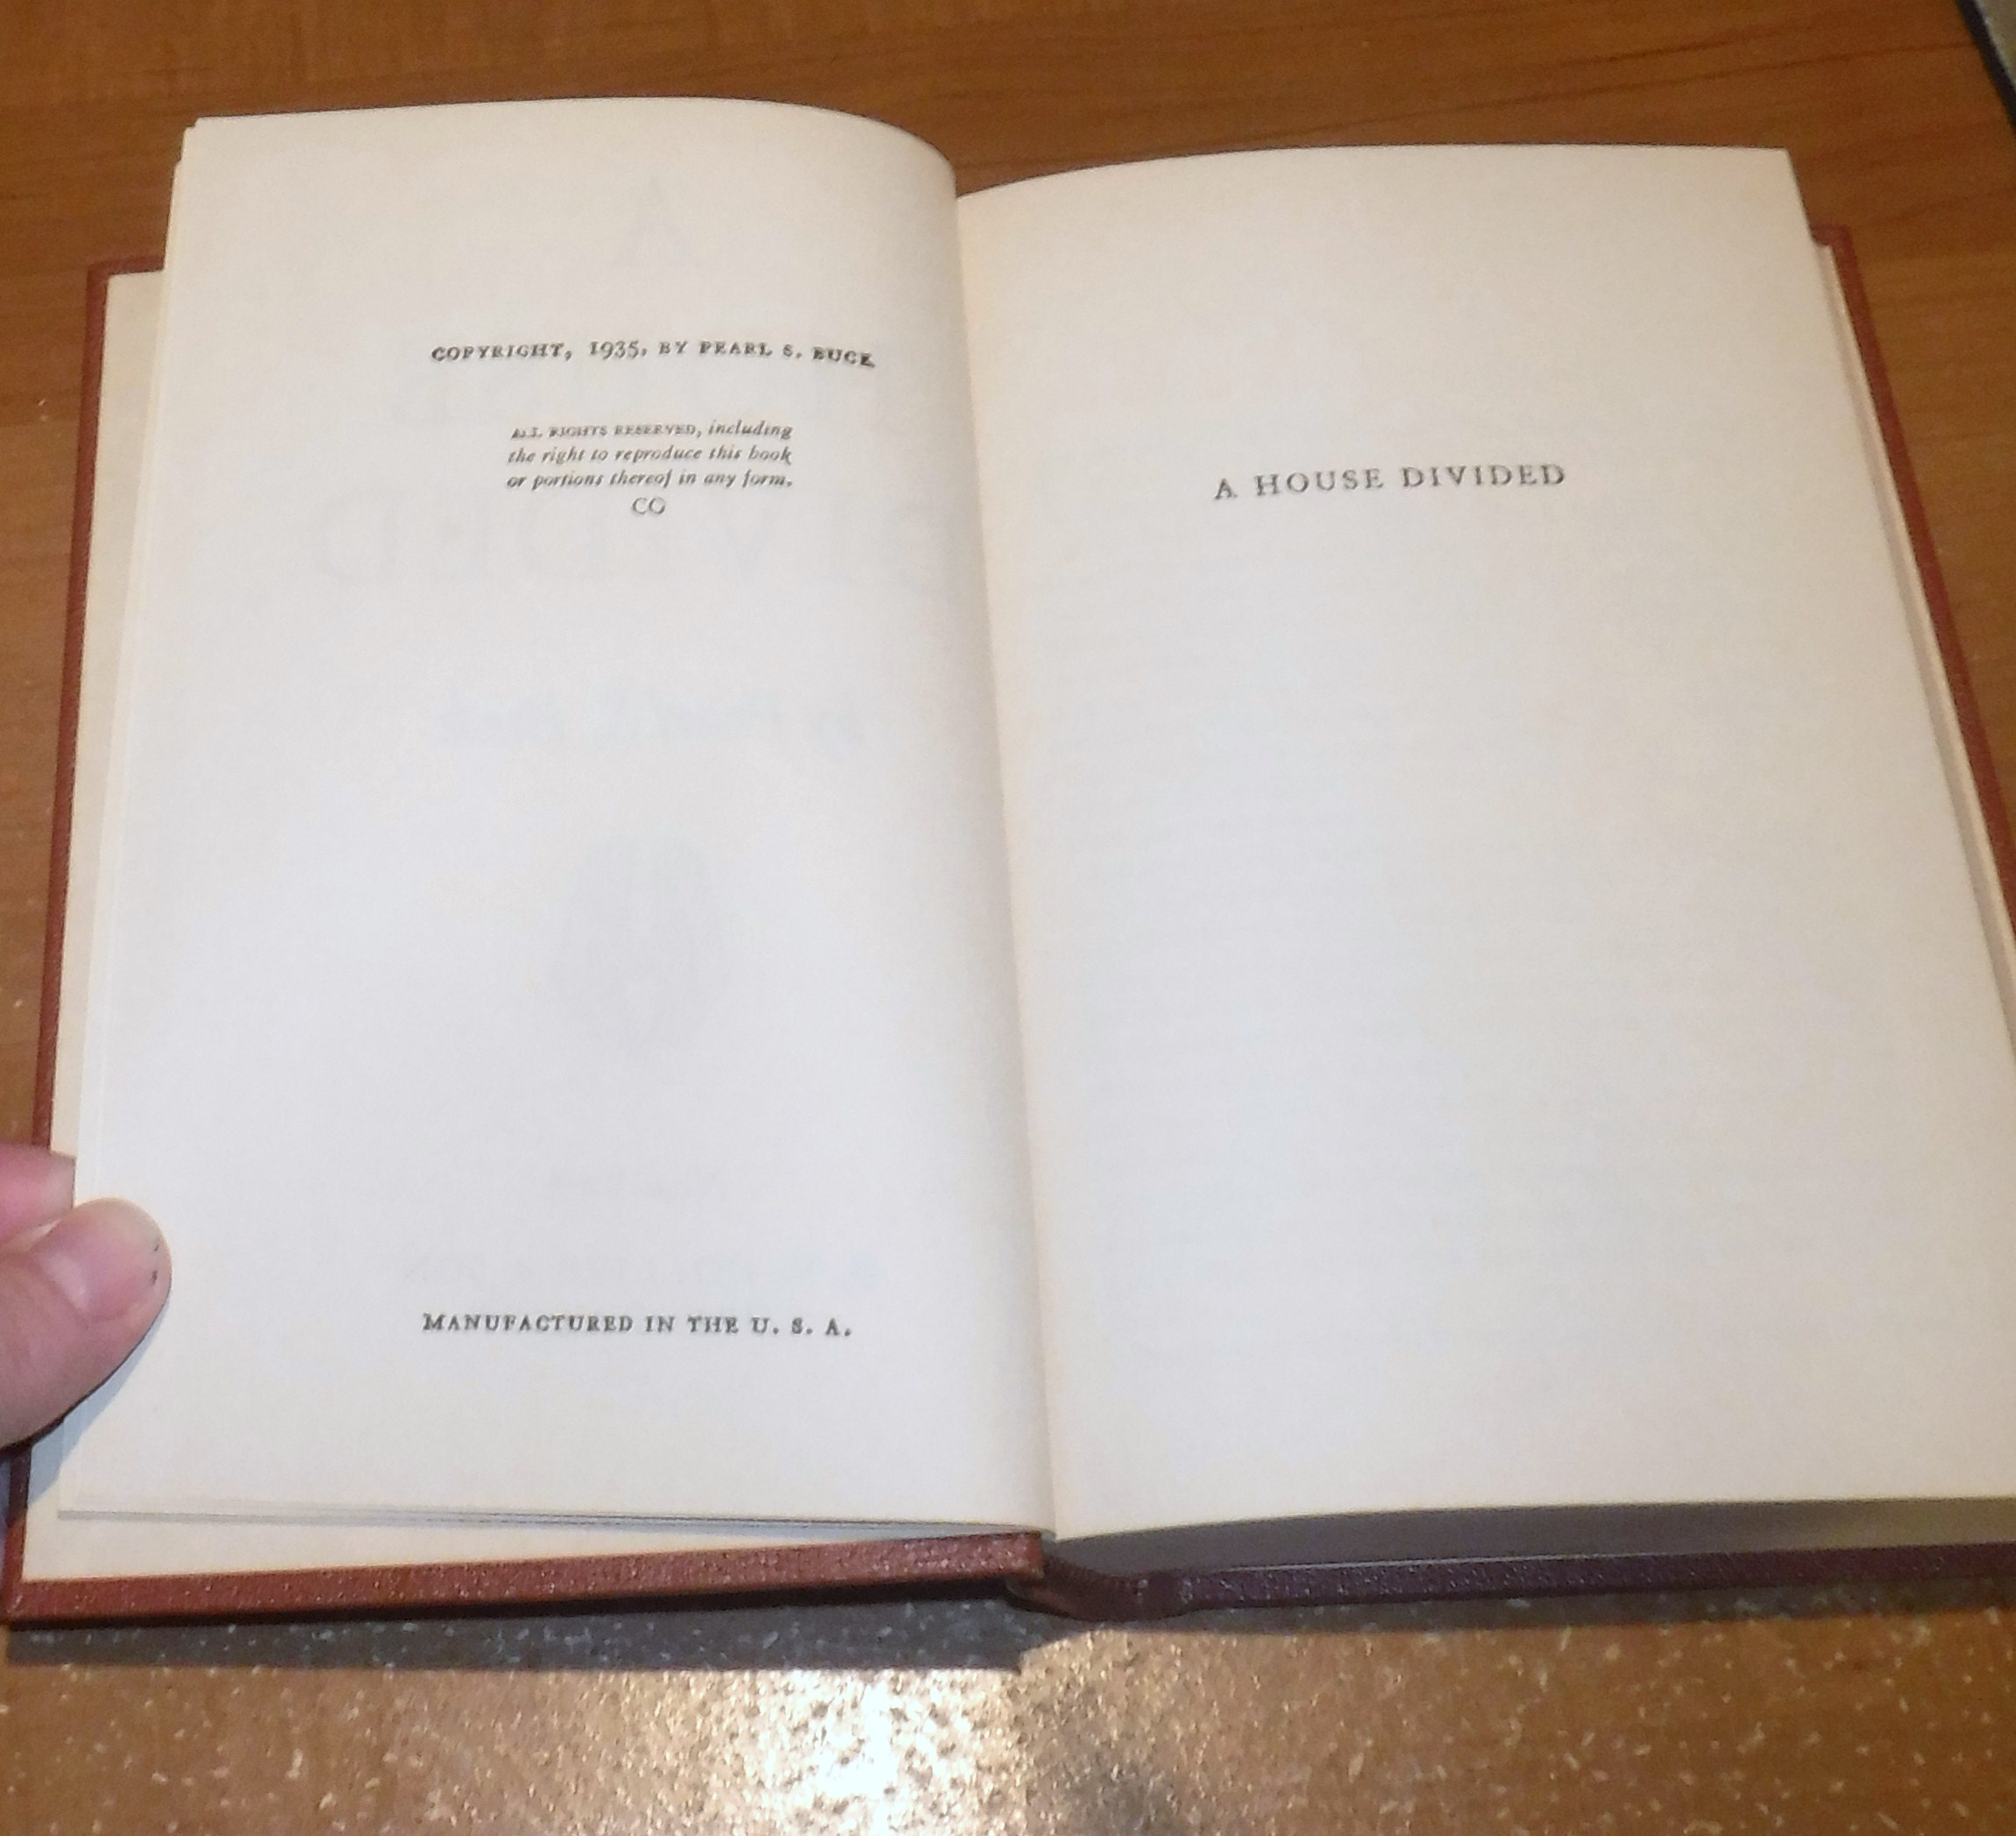 COPYRIGHT, 1935, BY PEARL S. BUCK
ALL RIGHTS RESERVED, including
the right to reproduce this book
or portions thereof in any form.
CO
MANUFACTURED IN THE U. S. A.
A HOUSE DIVIDED